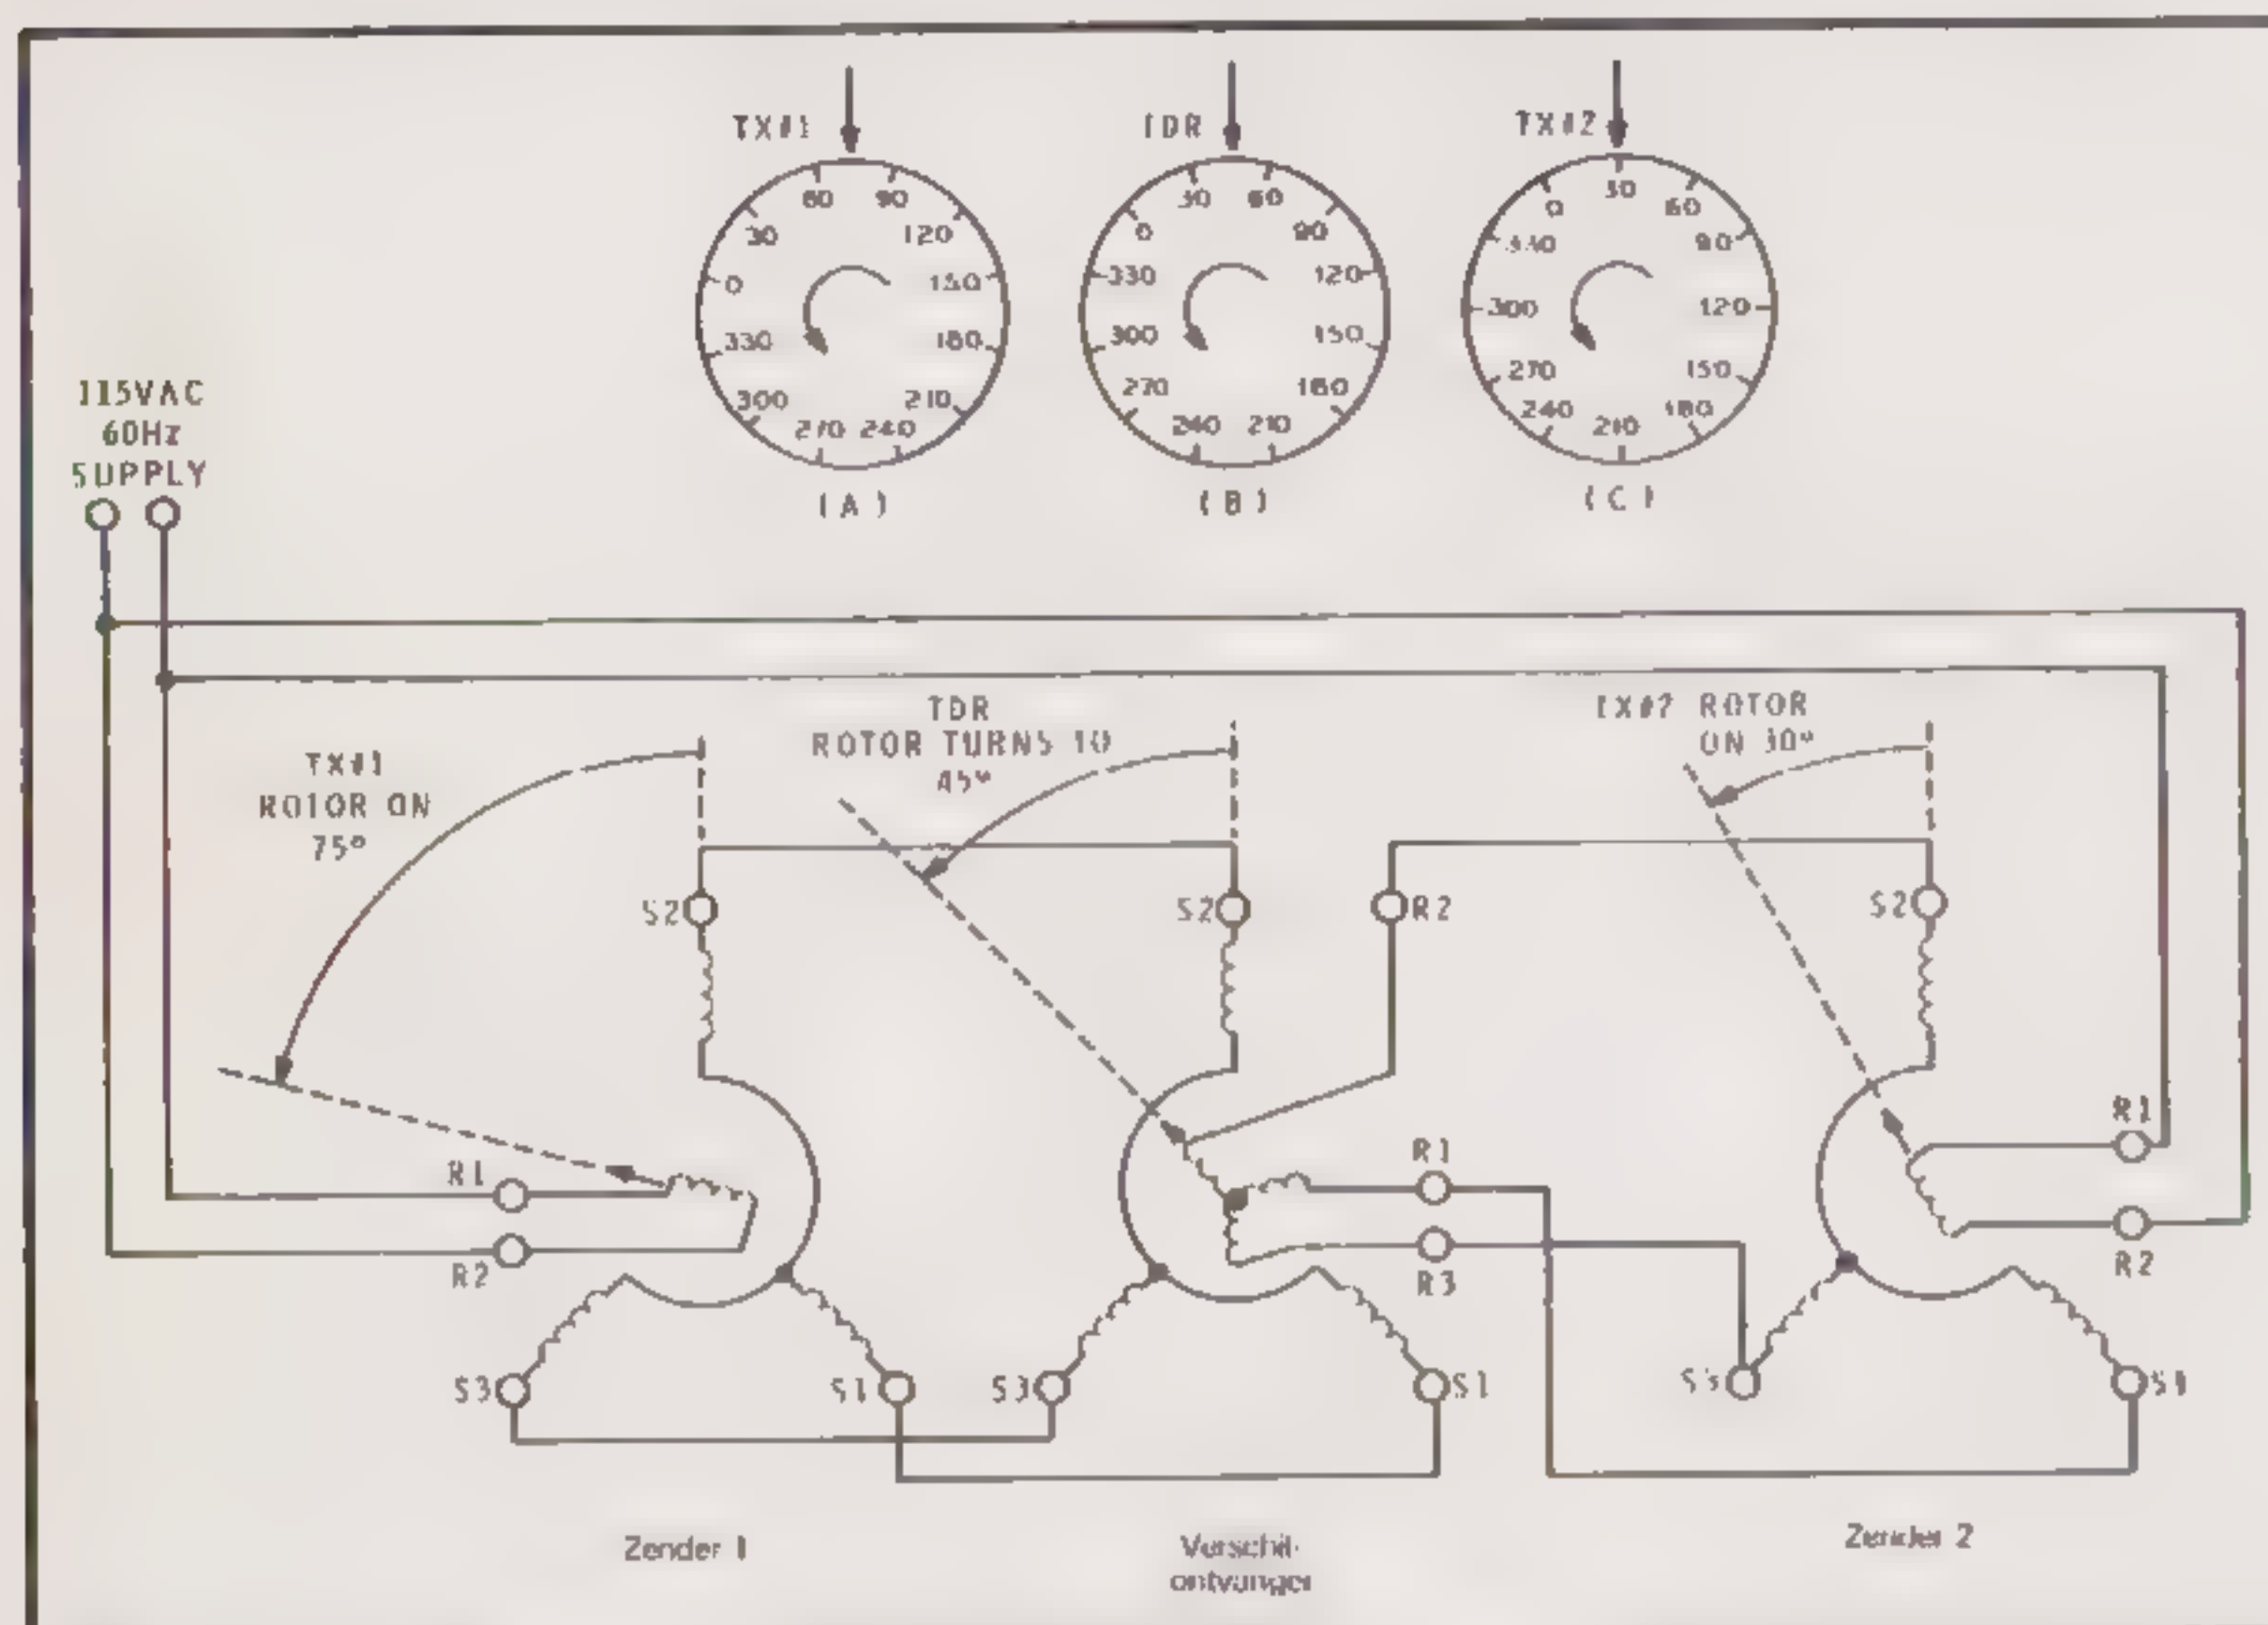 TX#1
TDR
TX#2
60 90
30 120
0 150
330 180
300 210
270 240
30 60
0 90
330 120
300 150
270 180
240 210
30
0 60
90
300 120
270 150
240 180
210
(A)
(B)
(C)
115VAC
60Hz
SUPPLY
TX#1
ROTOR ON
75°
TDR
ROTOR TURNS TO
45°
TX#2 ROTOR
ON 30°
S2
S2
R2
S2
R1
R2
R1
R3
R1
R2
S3
S1
S3
S1
S3
S1
Zender 1
Verschil-
ontvanger
Zender 2